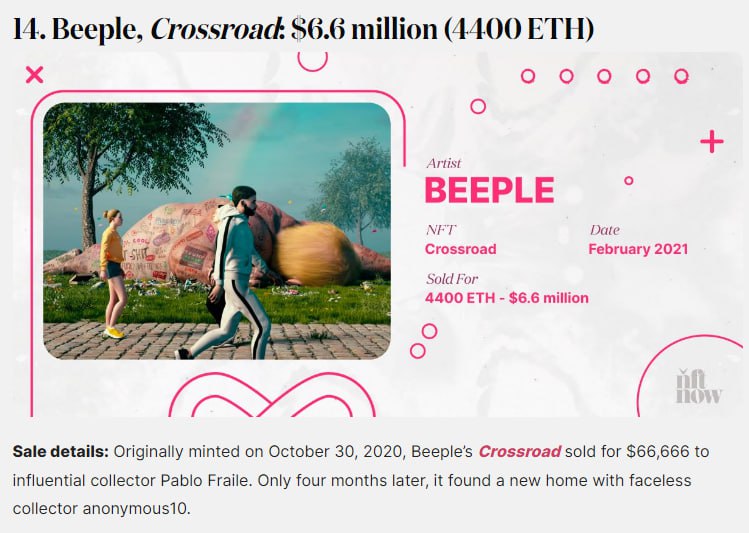 14. Beeple, Crossroad: $6.6 million (4400 ETH)
Artist
BEEPLE
NFT
Date
Crossroad
February 2021
Sold For
4400 ETH - $6.6 million
nft
now
Sale details: Originally minted on October 30, 2020, Beeple’s Crossroad sold for $66,666 to
influential collector Pablo Fraile. Only four months later, it found a new home with faceless
collector anonymous10.